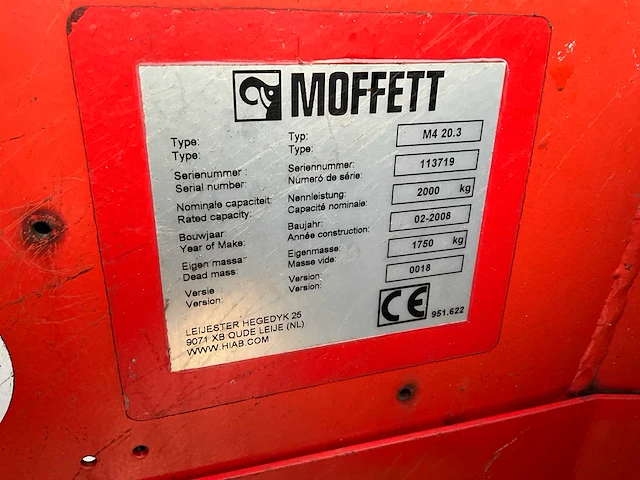 MOFFETT
Type: Typ: M4 20.3
Type: Type:
Serienummer : Seriennummer: 113719
Serial number: Numéró de série:
Nominale capaciteit: Nennleistung: 2000 kg
Rated capacity: Capacité nominale:
Bouwjaar: Baujahr: 02-2008
Year of Make: Année construction:
Eigen massa: Eigenmasse: 1750 kg
Dead mass: Masse vide:
Versie Version: 0018
Version: Version:
LEIJESTER HEGEDYK 25
9071 XB OUDE LEIJE (NL)
WWW.HIAB.COM
CE 951.622